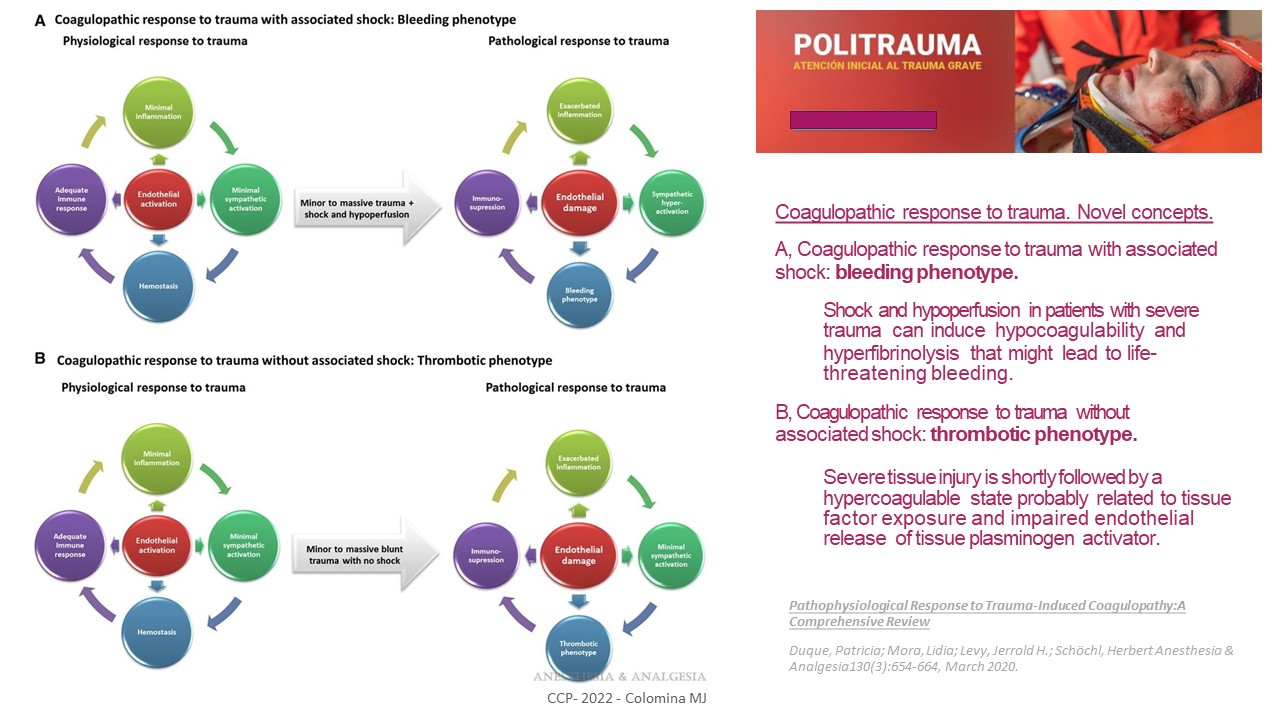 A Coagulopathic response to trauma with associated shock: Bleeding phenotype
Physiological response to trauma
Pathological response to trauma
Minimal
inflammation
Adequate
immune
response
Endothelial
activation
Minimal
sympathetic
activation
Hemostasis
Minor to massive trauma +
shock and hypoperfusion
Exacerbated
inflammation
Immuno-
supression
Endothelial
damage
Sympathetic
hyper-
activation
Bleeding
phenotype
B Coagulopathic response to trauma without associated shock: Thrombotic phenotype
Physiological response to trauma
Pathological response to trauma
Minimal
inflammation
Adequate
immune
response
Endothelial
activation
Minimal
sympathetic
activation
Hemostasis
Minor to massive blunt
trauma with no shock
Exacerbated
inflammation
Immuno-
supression
Endothelial
damage
Minimal
sympathetic
activation
Thrombotic
phenotype
ANESTHESIA & ANALGESIA
CCP- 2022 - Colomina MJ
POLITRAUMA
ATENCIÓN INICIAL AL TRAUMA GRAVE
Coagulopathic response to trauma. Novel concepts.
A, Coagulopathic response to trauma with associated
shock: bleeding phenotype.
Shock and hypoperfusion in patients with severe
trauma can induce hypocoagulability and
hyperfibrinolysis that might lead to life-
threatening bleeding.
B, Coagulopathic response to trauma without
associated shock: thrombotic phenotype.
Severe tissue injury is shortly followed by a
hypercoagulable state probably related to tissue
factor exposure and impaired endothelial
release of tissue plasminogen activator.
Pathophysiological Response to Trauma-Induced Coagulopathy:A
Comprehensive Review
Duque, Patricia; Mora, Lidia; Levy, Jerrold H.; Schöchl, Herbert Anesthesia &
Analgesia130(3):654-664, March 2020.